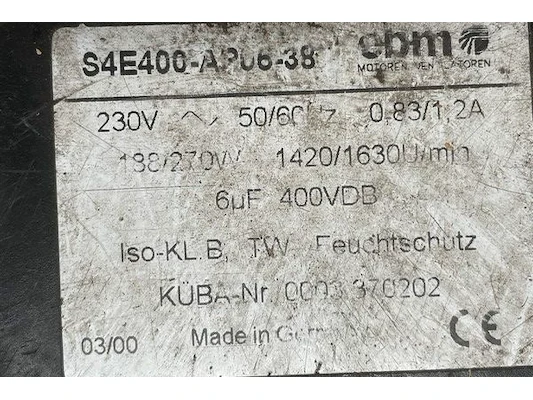 S4E400-AP06-38
ebm
MOTOREN VENTILATOREN
230V ~ 50/60Hz 0,83/1,2A
188/270W 1420/1630U/min
6µF 400VDB
Iso-KL.B, TW Feuchtschutz
KÜBA-Nr. 0003 370202
03/00 Made in Germany CE